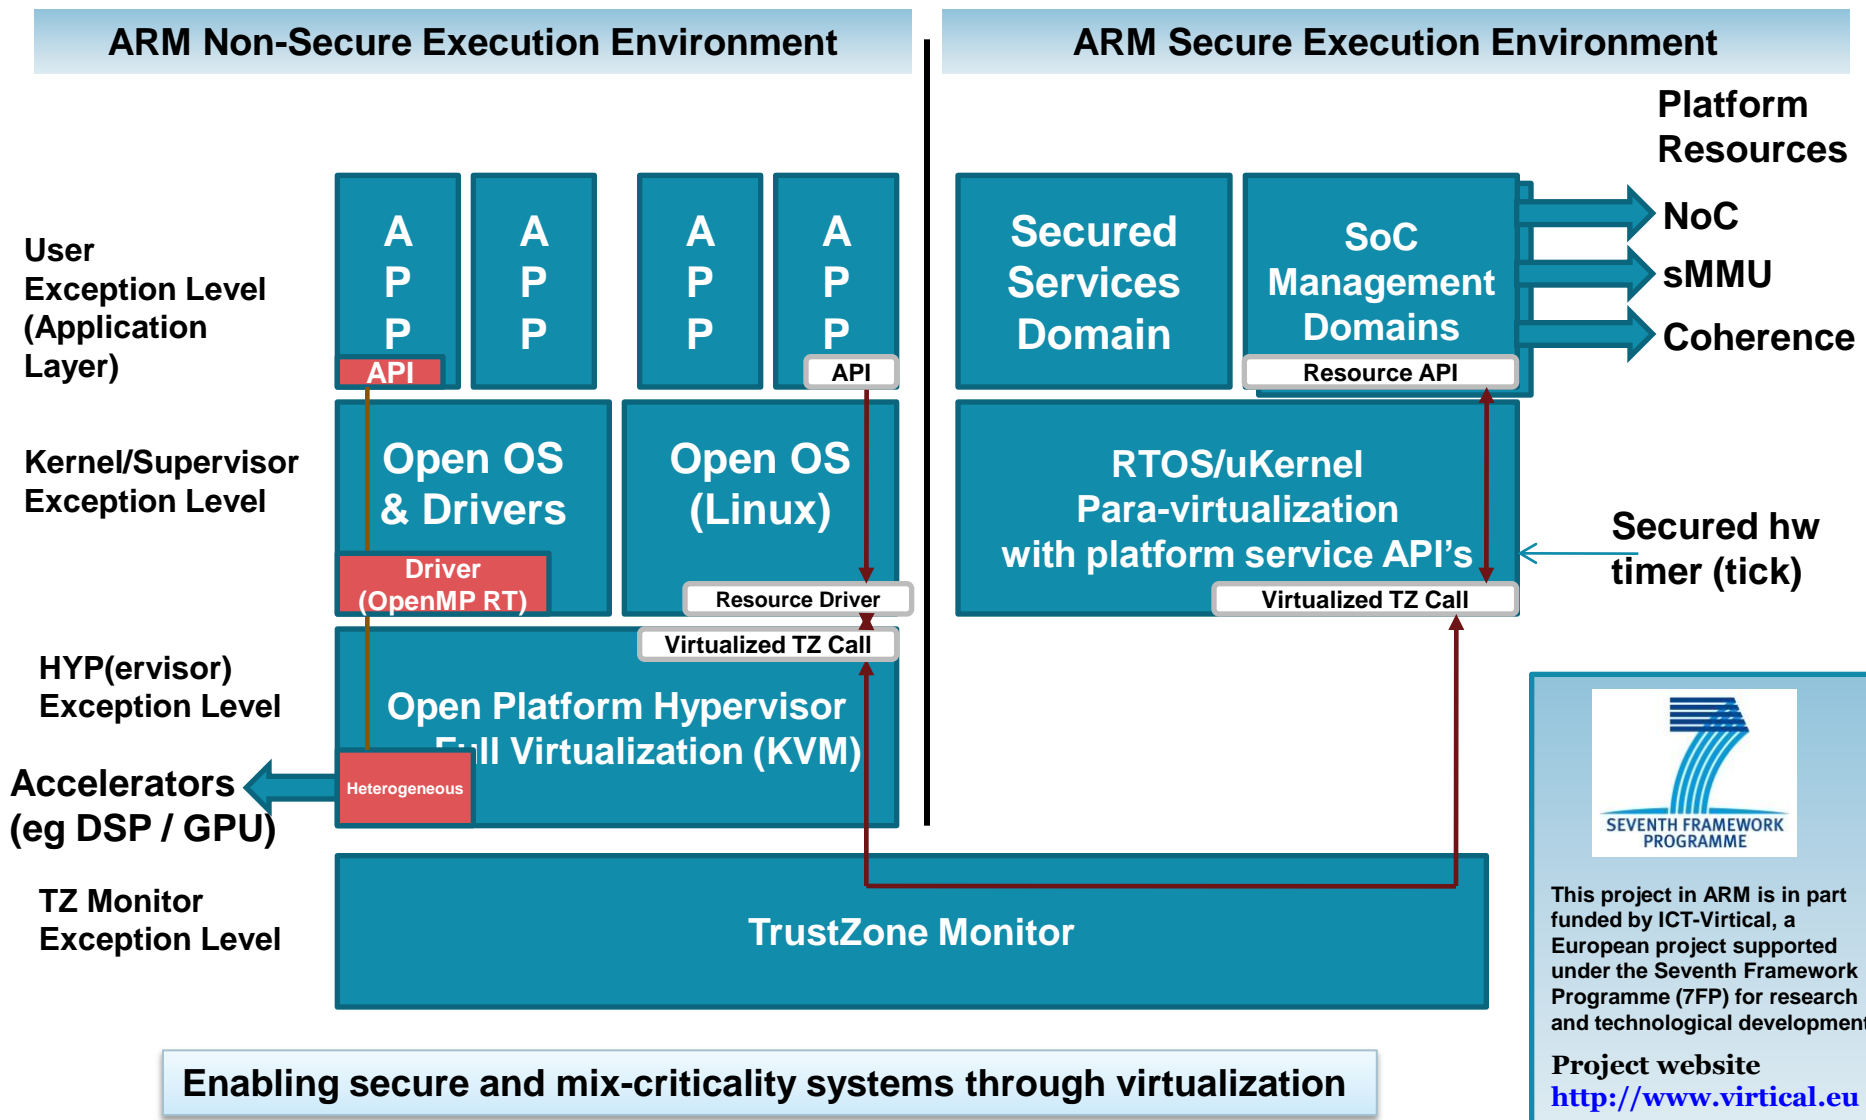 ARM Non-Secure Execution Environment
ARM Secure Execution Environment
Platform
Resources
NoC
sMMU
Coherence
User
Exception Level
(Application
Layer)
A
P
P
API
A
P
P
A
P
P
A
P
P
API
Secured
Services
Domain
SoC
Management
Domains
Resource API
Kernel/Supervisor
Exception Level
Open OS
& Drivers
Driver
(OpenMP RT)
Open OS
(Linux)
Resource Driver
RTOS/uKernel
Para-virtualization
with platform service API's
Virtualized TZ Call
Secured hw
timer (tick)
HYP(ervisor)
Exception Level
Virtualized TZ Call
Open Platform Hypervisor
Full Virtualization (KVM)
Heterogeneous
Accelerators
(eg DSP / GPU)
TZ Monitor
Exception Level
TrustZone Monitor
SEVENTH FRAMEWORK
PROGRAMME
This project in ARM is in part
funded by ICT-Virtical, a
European project supported
under the Seventh Framework
Programme (7FP) for research
and technological development
Project website
http://www.virtical.eu
Enabling secure and mix-criticality systems through virtualization